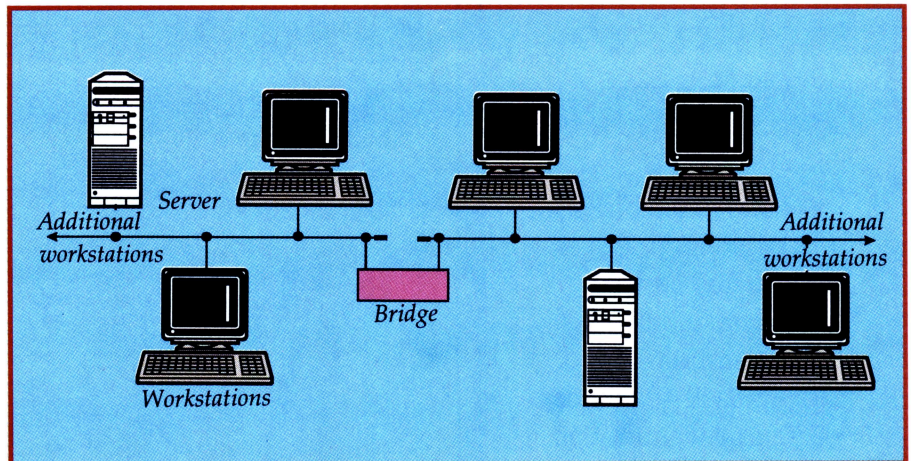 Server
Additional
workstations
Additional
workstations
Bridge
Workstations